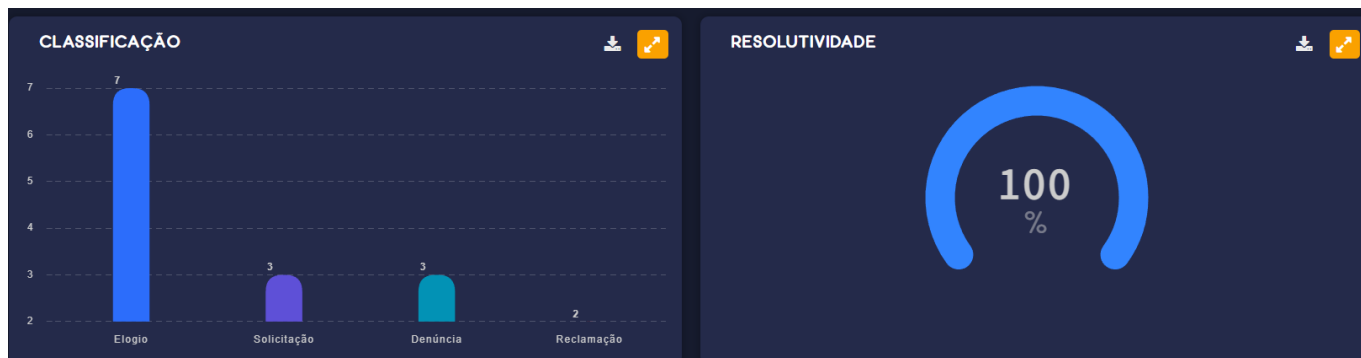 CLASSIFICAÇÃO
7
7
6
5
4
3
3
3
2
2
Elogio
Solicitação
Denúncia
Reclamação
RESOLUTIVIDADE
100
%